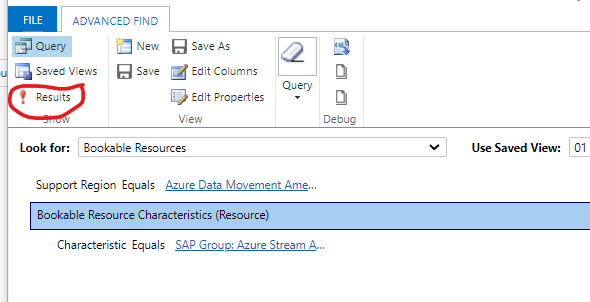 FILE ADVANCED FIND
Query New Save As
Saved Views Save Edit Columns Query
Results Edit Properties
Show View Debug
Look for: Bookable Resources Use Saved View: 01
Support Region Equals Azure Data Movement Ame...
Bookable Resource Characteristics (Resource)
Characteristic Equals SAP Group: Azure Stream A...